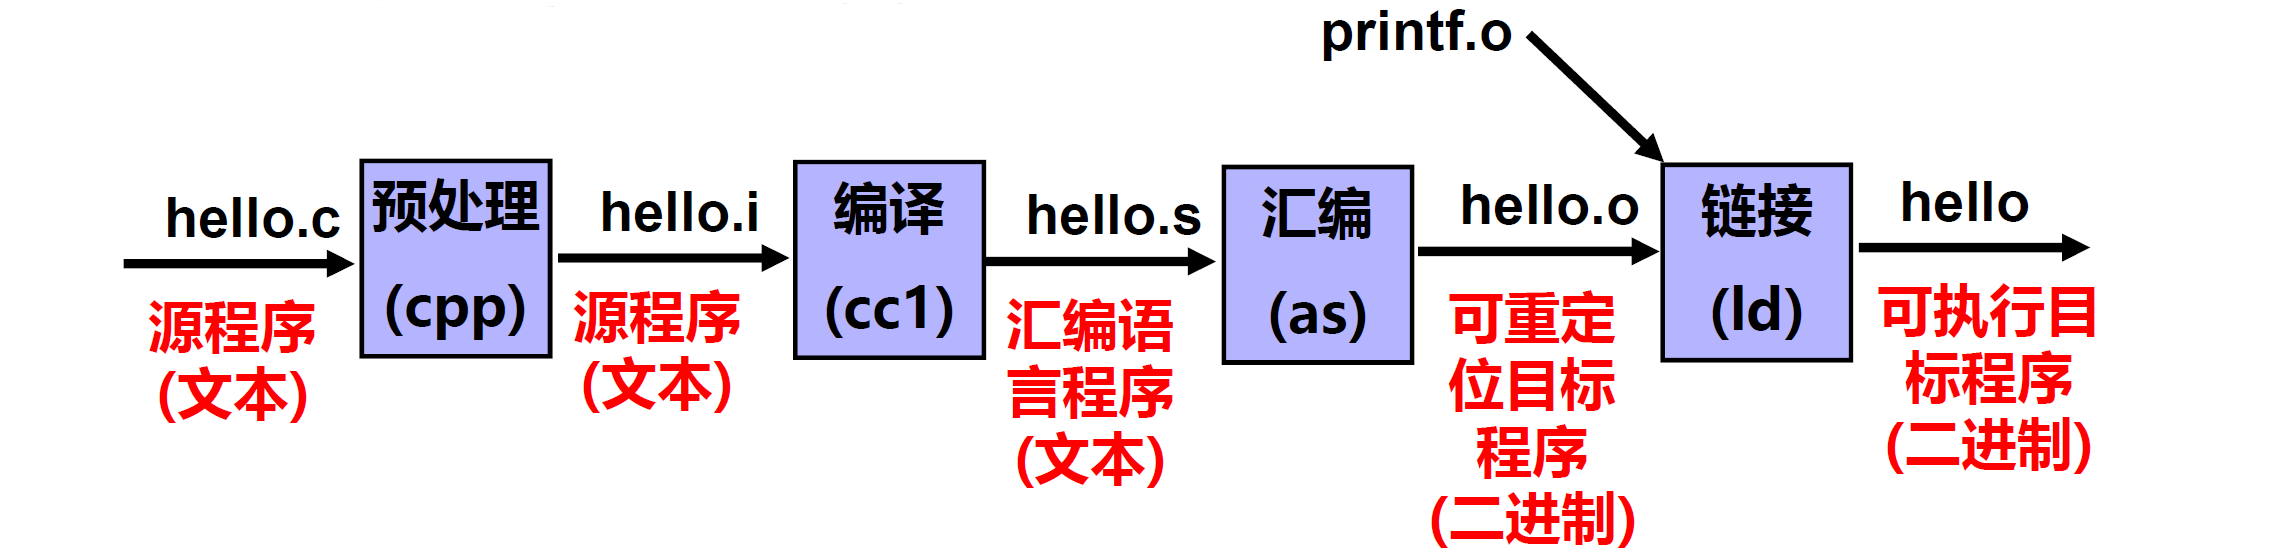 printf.o
hello.c
预处理
(cpp)
hello.i
编译
(cc1)
hello.s
汇编
(as)
hello.o
链接
(ld)
hello
源程序
(文本)
源程序
(文本)
汇编语
言程序
(文本)
可重定
位目标
程序
(二进制)
可执行目
标程序
(二进制)